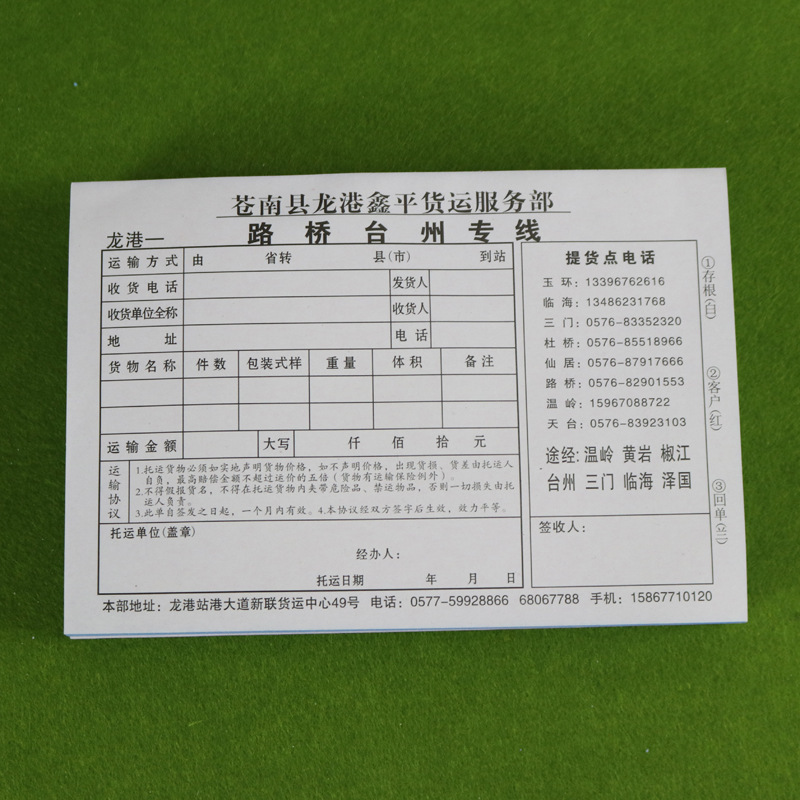 苍南县龙港鑫平货运服务部
龙港— 路桥台州专线
运输方式 由 省转 县(市) 到站
收货电话 发货人
收货单位全称 收货人
地址 电话
货物名称 件数 包装式样 重量 体积 备注
运输金额 大写 仟 佰 拾 元
运输协议
1.托运货物必须如实地声明货物价格，如不声明价格，出现货损、货差由托运人
自负，最高赔偿金额不超过运价的五倍（货物有运输保险例外）。
2.不得假报货名，不得在托运货物内夹带危险品、禁运物品，否则一切损失由托
运人负责。
3.此单自签发之日起，一个月内有效。4.本协议经双方签字后生效，效力平等。
托运单位(盖章)
经办人：
托运日期 年 月 日
提货点电话
玉环：13396762616
临海：13486231768
三门：0576-83352320
杜桥：0576-85518966
仙居：0576-87917666
路桥：0576-82901553
温岭：15967088722
天台：0576-83923103
途经：温岭 黄岩 椒江
台州 三门 临海 泽国
签收人：
①存根(白)
②客户(红)
③回单(兰)
本部地址：龙港站港大道新联货运中心49号 电话：0577-59928866 68067788 手机：15867710120